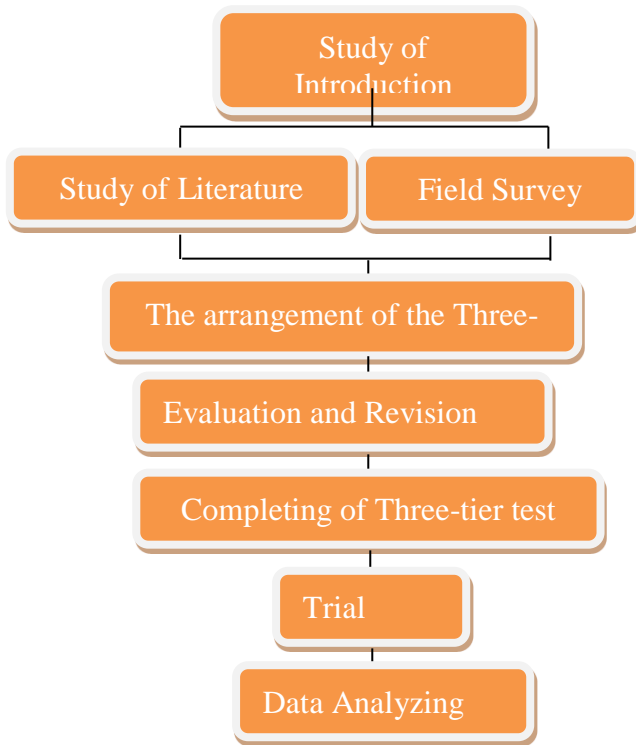 Study of
Introduction
Study of Literature
Field Survey
The arrangement of the Three-
Evaluation and Revision
Completing of Three-tier test
Trial
Data Analyzing